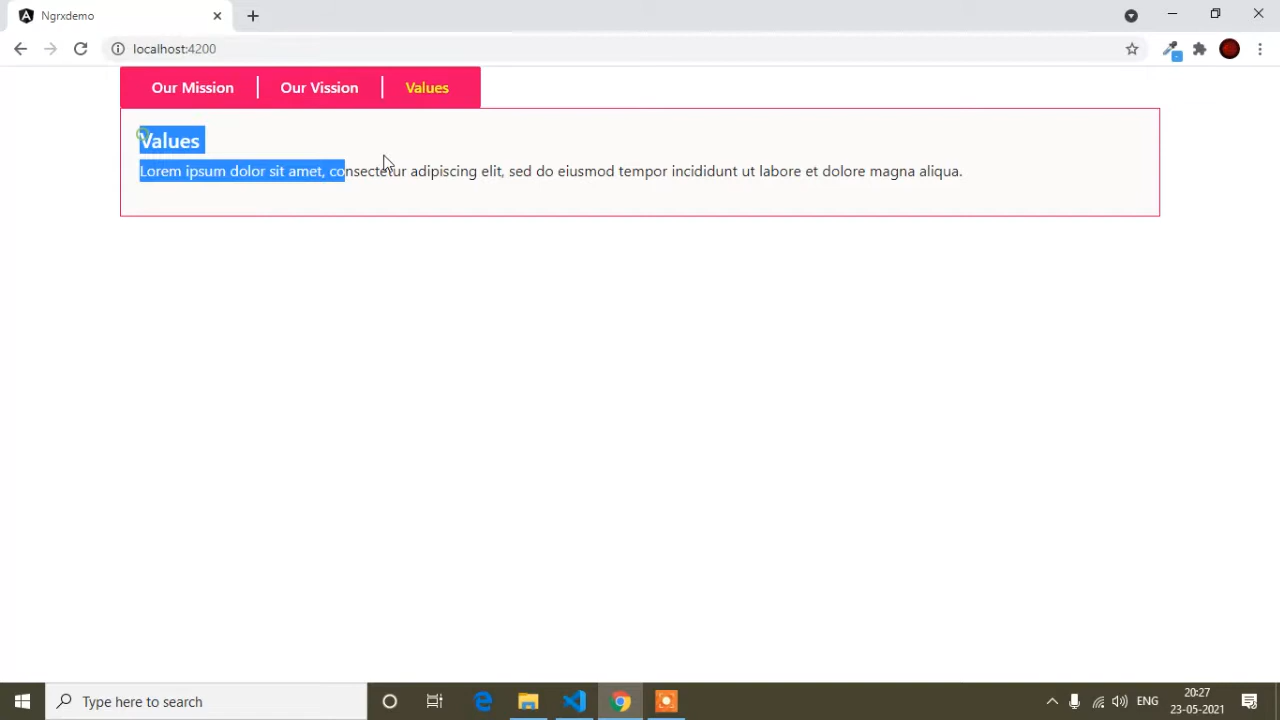 Ngrxdemo
localhost:4200
Our Mission
Our Vission
Values
Values
Lorem ipsum dolor sit amet, consectetur adipiscing elit, sed do eiusmod tempor incididunt ut labore et dolore magna aliqua.
Type here to search
ENG
20:27
23-05-2021